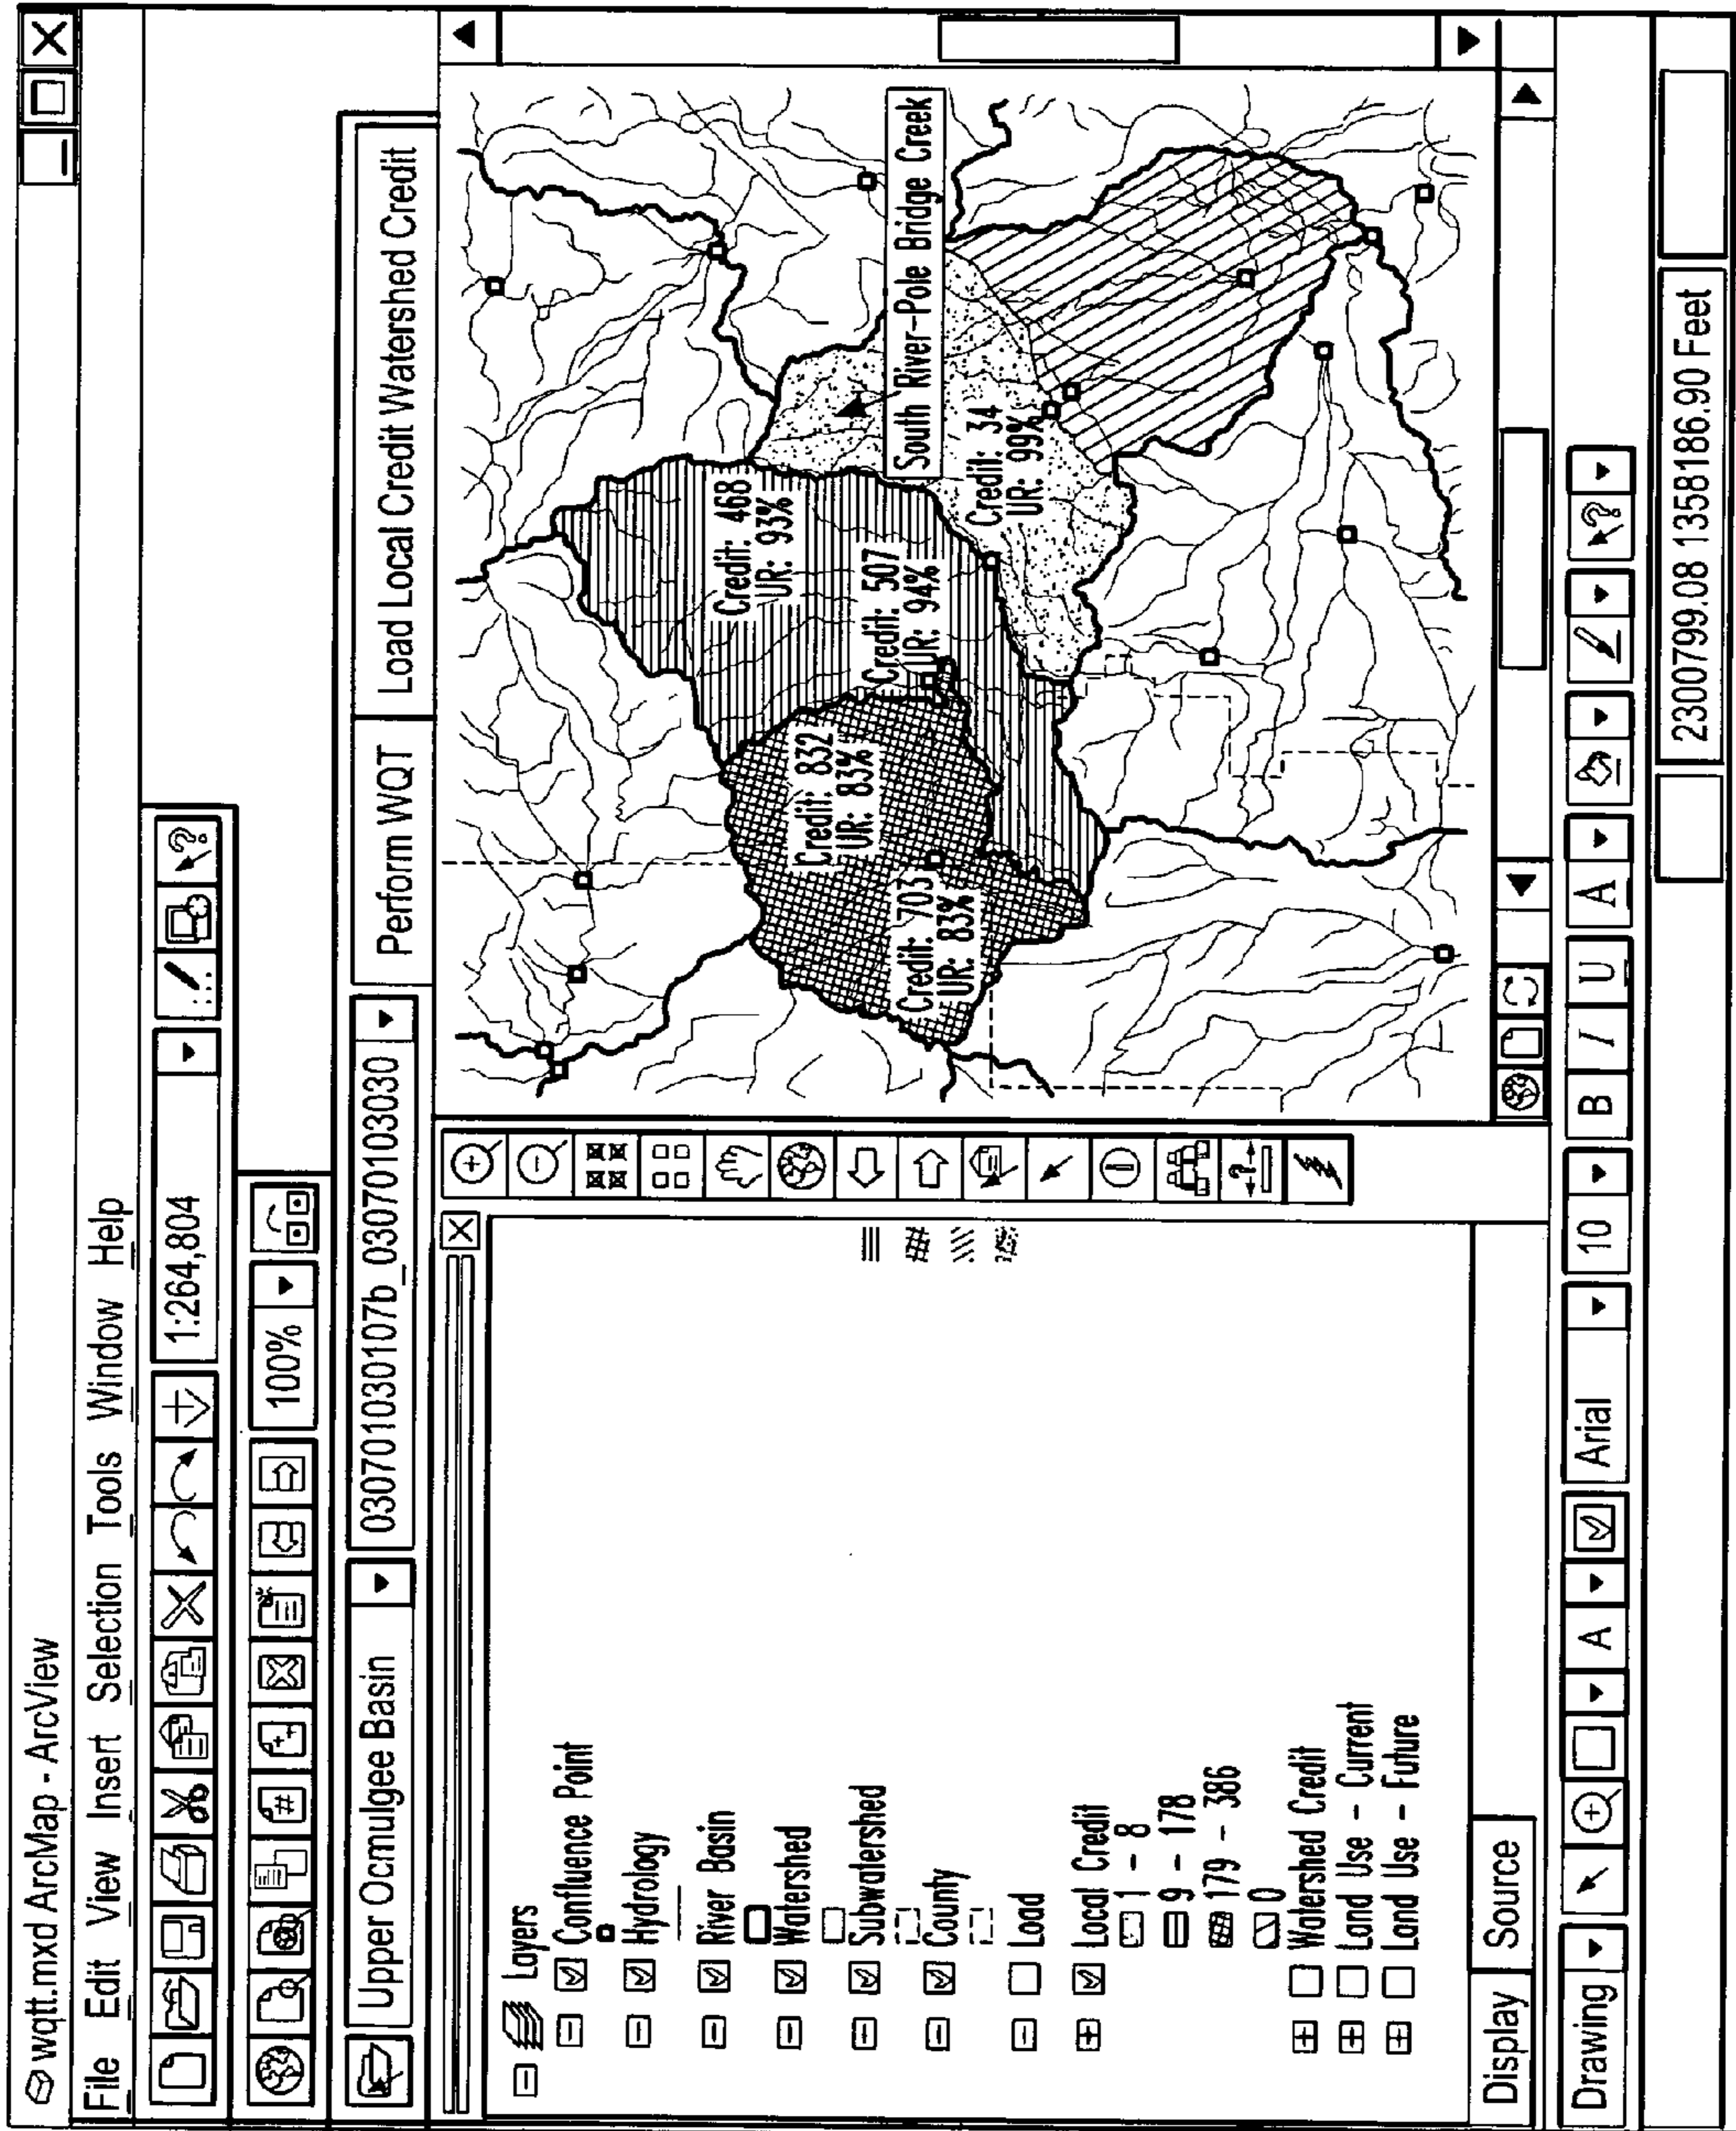 wqtt.mxd ArcMap - ArcView
File Edit View Insert Selection Tools Window Help
1:264,804
100%
Upper Ocmulgee Basin
030701030107b_0307010103030
Perform WQT
Load Local Credit Watershed Credit
Layers
Confluence Point
Hydrology
River Basin
Watershed
Subwatershed
County
Load
Local Credit
1 - 8
9 - 178
179 - 386
0
Watershed Credit
Land Use - Current
Land Use - Future
Display
Source
Credit: 468
UR: 93%
Credit: 832
UR: 83%
Credit: 507
UR: 94%
Credit: 703
UR: 83%
South River-Pole Bridge Creek
Credit: 34
UR: 99%
Drawing
A
Arial
10
B I U A
2300799.08 1358186.90 Feet